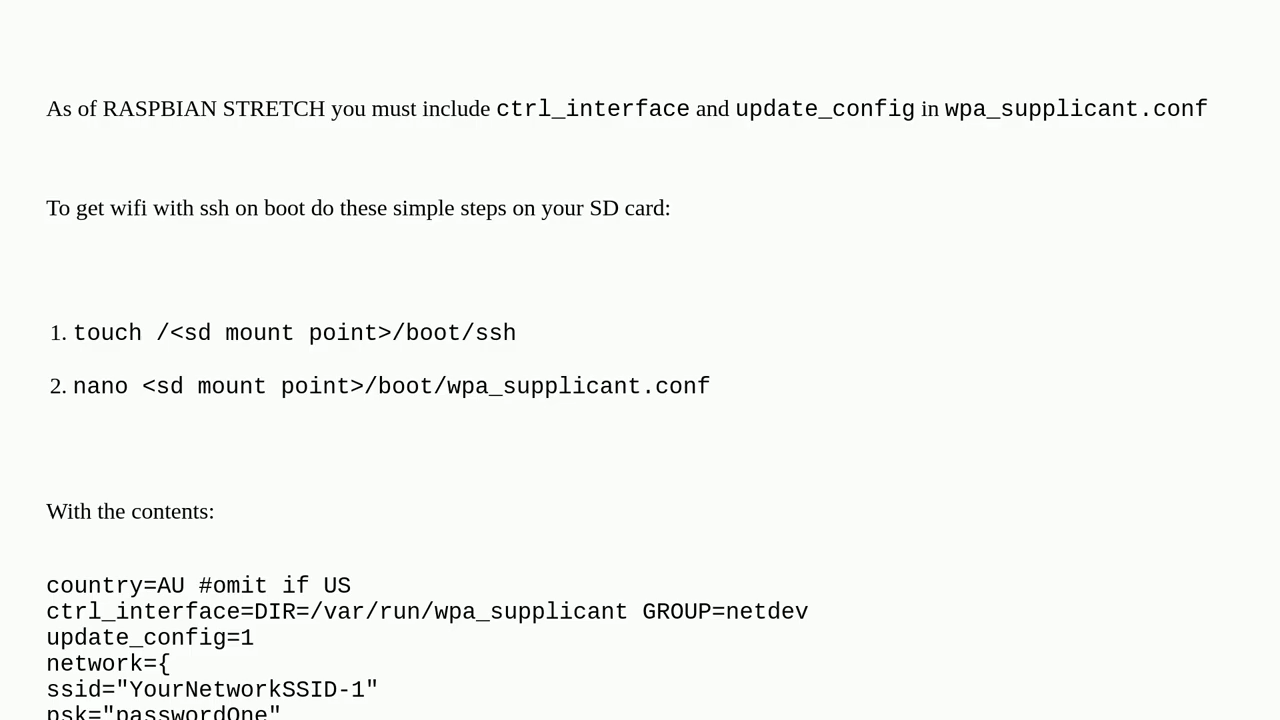 As of RASPBIAN STRETCH you must include ctrl_interface and update_config in wpa_supplicant.conf
To get wifi with ssh on boot do these simple steps on your SD card:
1. touch /<sd mount point>/boot/ssh
2. nano <sd mount point>/boot/wpa_supplicant.conf
With the contents:
country=AU #omit if US
ctrl_interface=DIR=/var/run/wpa_supplicant GROUP=netdev
update_config=1
network={
ssid="YourNetworkSSID-1"
psk="passwordOne"